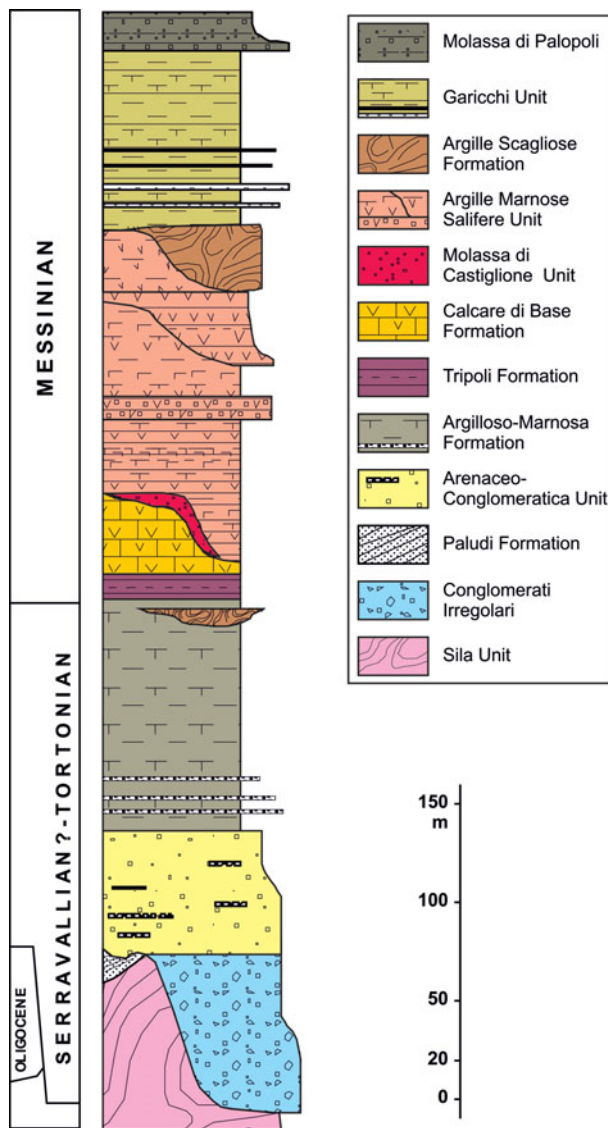 MESSINIAN
SERRAVALLIAN?-TORTONIAN
OLIGOCENE
Molassa di Palopoli
Garicchi Unit
Argille Scagliose
Formation
Argille Marnose
Salifere Unit
Molassa di
Castiglione Unit
Calcare di Base
Formation
Tripoli Formation
Argilloso-Marnosa
Formation
Arenaceo-
Conglomeratica Unit
Paludi Formation
Conglomerati
Irregolari
Sila Unit
150
m
100
50
20
0